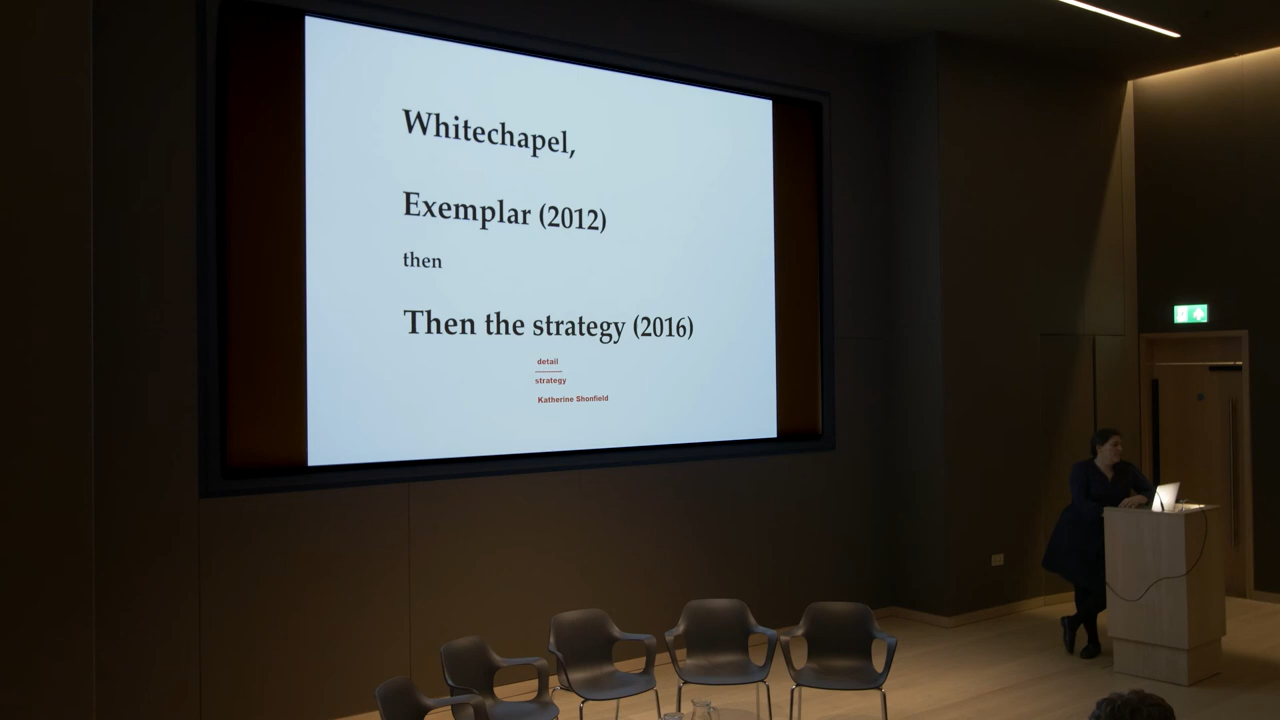 Whitechapel,
Exemplar (2012)
then
Then the strategy (2016)
detail
strategy
Katherine Shonfield